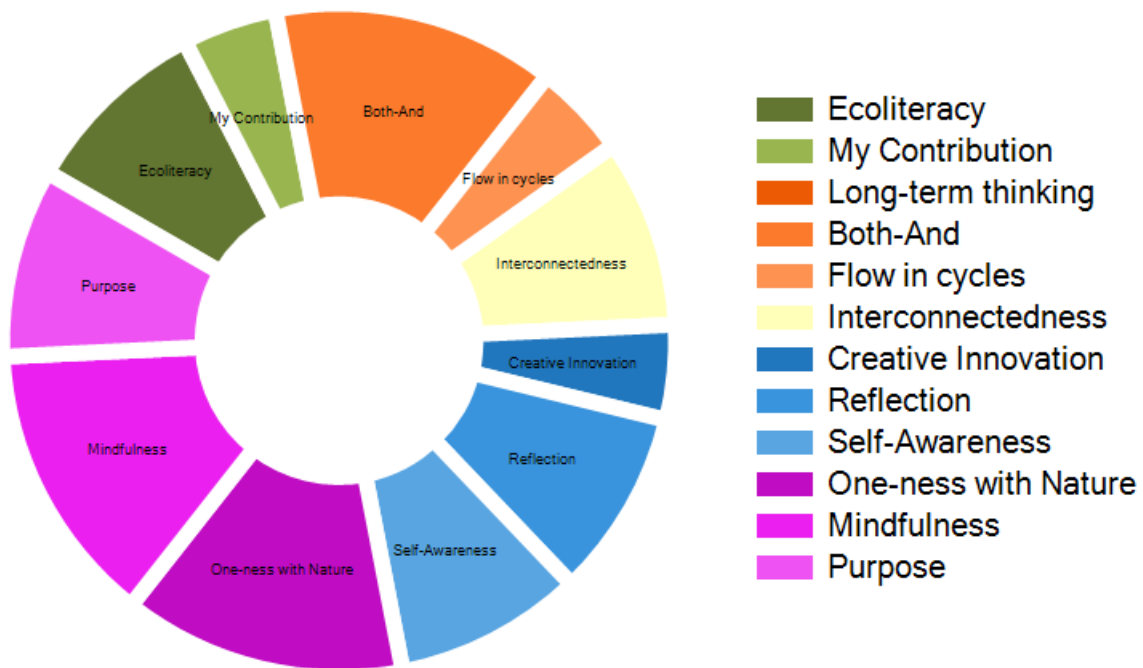 My Contribution
Both-And
Ecoliteracy
Flow in cycles
Interconnectedness
Purpose
Creative Innovation
Mindfulness
Reflection
Self-Awareness
One-ness with Nature
Ecoliteracy
My Contribution
Long-term thinking
Both-And
Flow in cycles
Interconnectedness
Creative Innovation
Reflection
Self-Awareness
One-ness with Nature
Mindfulness
Purpose